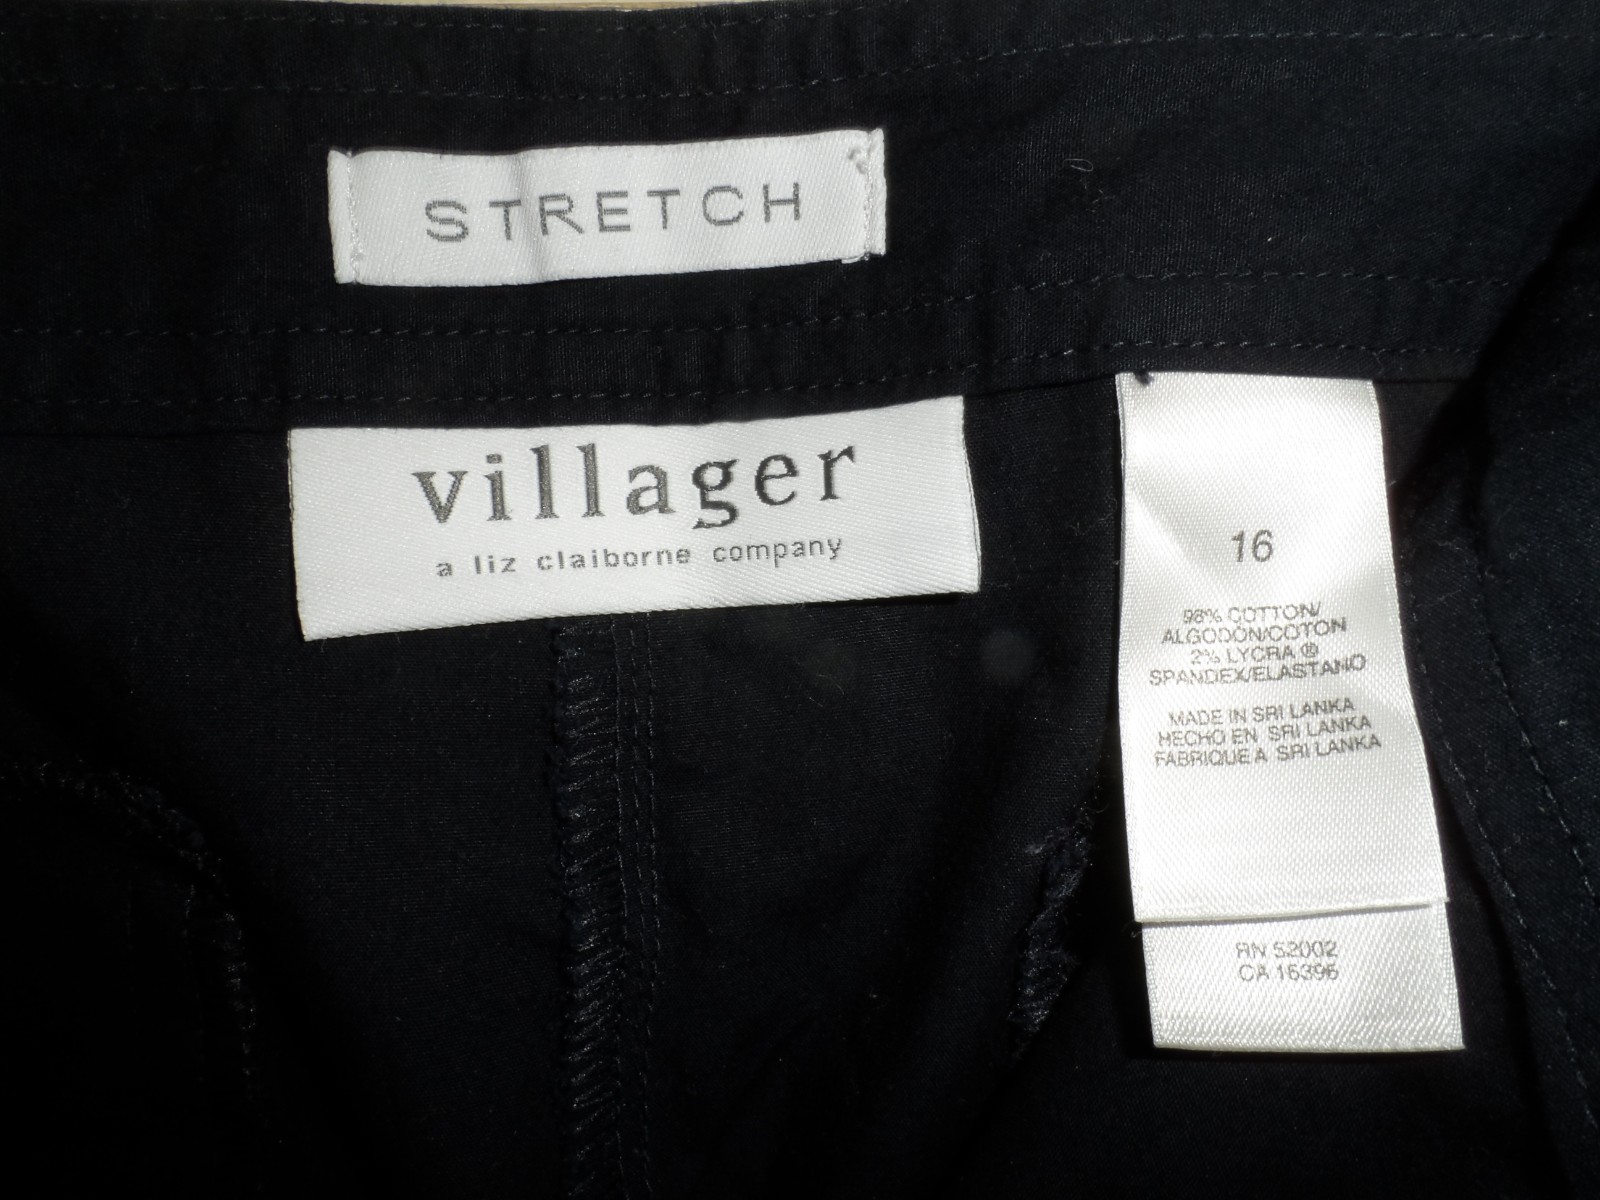 STRETCH
villager
a liz claiborne company
16
98% COTTON/
ALGODON/COTON
2% LYCRA ®
SPANDEX/ELASTANO
MADE IN SRI LANKA
HECHO EN SRI LANKA
FABRIQUE A SRI LANKA
RN 52002
CA 16396